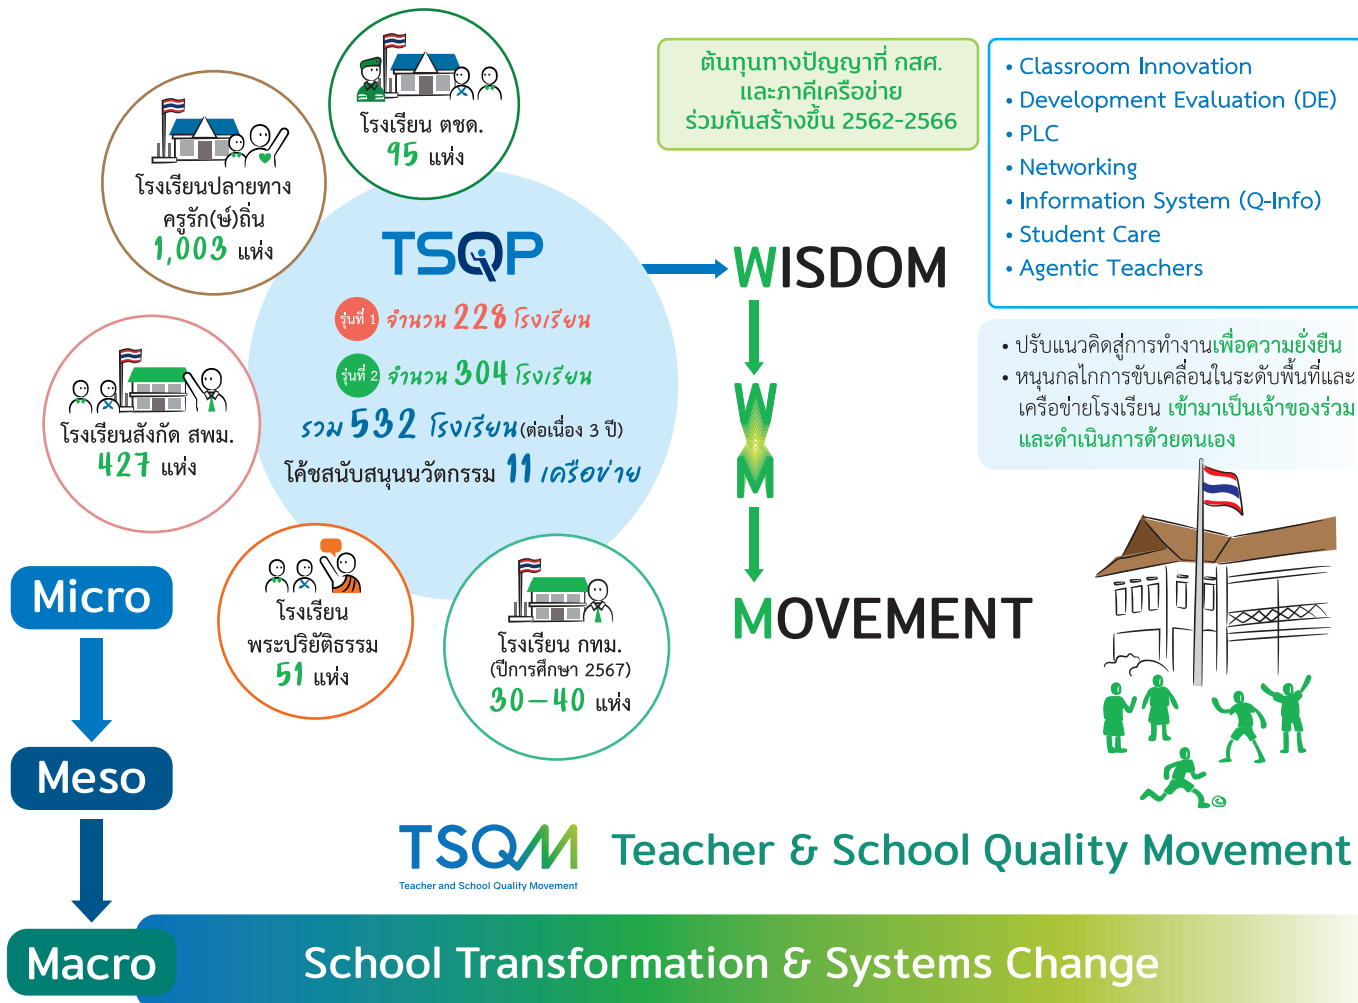 โรงเรียน ตชด.
95 แห่ง
โรงเรียนปลายทาง
ครูรัก(ษ์)ถิ่น
1,003 แห่ง
โรงเรียนสังกัด สพม.
427 แห่ง
โรงเรียน
พระปริยัติธรรม
51 แห่ง
โรงเรียน กทม.
(ปีการศึกษา 2567)
30–40 แห่ง
TSQP
รุ่นที่ 1 จำนวน 228 โรงเรียน
รุ่นที่ 2 จำนวน 304 โรงเรียน
รวม 532 โรงเรียน (ต่อเนื่อง 3 ปี)
โค้ชสนับสนุนนวัตกรรม 11 เครือข่าย
ต้นทุนทางปัญญาที่ กสศ.
และภาคีเครือข่าย
ร่วมกันสร้างขึ้น 2562-2566
WISDOM
W
M
MOVEMENT
• Classroom Innovation
• Development Evaluation (DE)
• PLC
• Networking
• Information System (Q-Info)
• Student Care
• Agentic Teachers
• ปรับแนวคิดสู่การทำงานเพื่อความยั่งยืน
• หนุนกลไกการขับเคลื่อนในระดับพื้นที่และ
เครือข่ายโรงเรียน เข้ามาเป็นเจ้าของร่วม
และดำเนินการด้วยตนเอง
Micro
Meso
Macro
TSQM
Teacher and School Quality Movement
Teacher & School Quality Movement
School Transformation & Systems Change